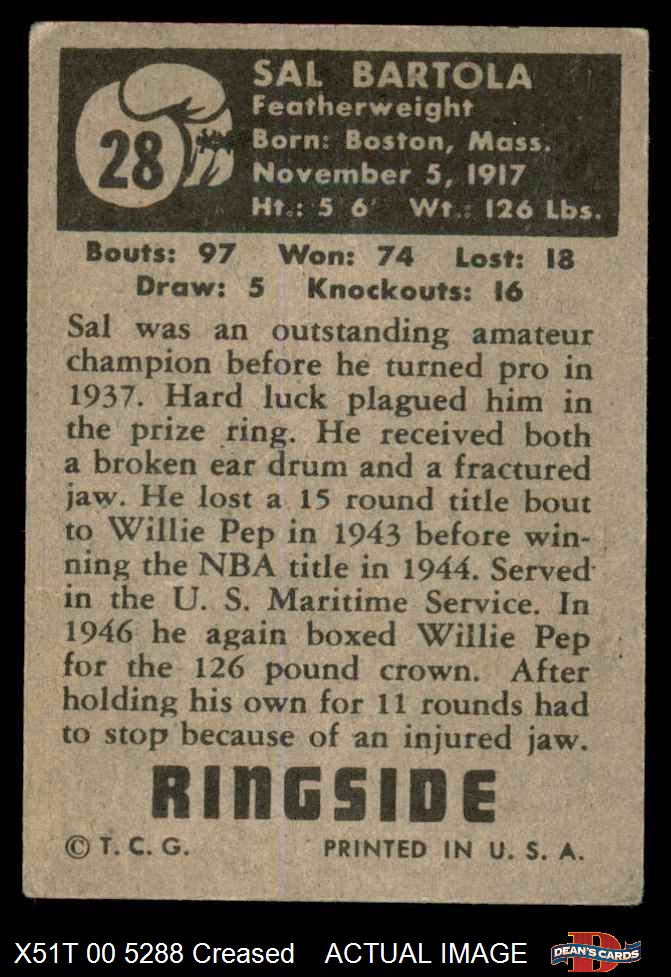 28
SAL BARTOLA
Featherweight
Born: Boston, Mass.
November 5, 1917
Ht.: 5 6' Wt.: 126 Lbs.
Bouts: 97 Won: 74 Lost: 18
Draw: 5 Knockouts: 16
Sal was an outstanding amateur
champion before he turned pro in
1937. Hard luck plagued him in
the prize ring. He received both
a broken ear drum and a fractured
jaw. He lost a 15 round title bout
to Willie Pep in 1943 before win-
ning the NBA title in 1944. Served
in the U. S. Maritime Service. In
1946 he again boxed Willie Pep
for the 126 pound crown. After
holding his own for 11 rounds had
to stop because of an injured jaw.
RINGSIDE
© T. C. G. PRINTED IN U. S. A.
X51T 00 5288 Creased ACTUAL IMAGE
D
DEAN'S CARDS